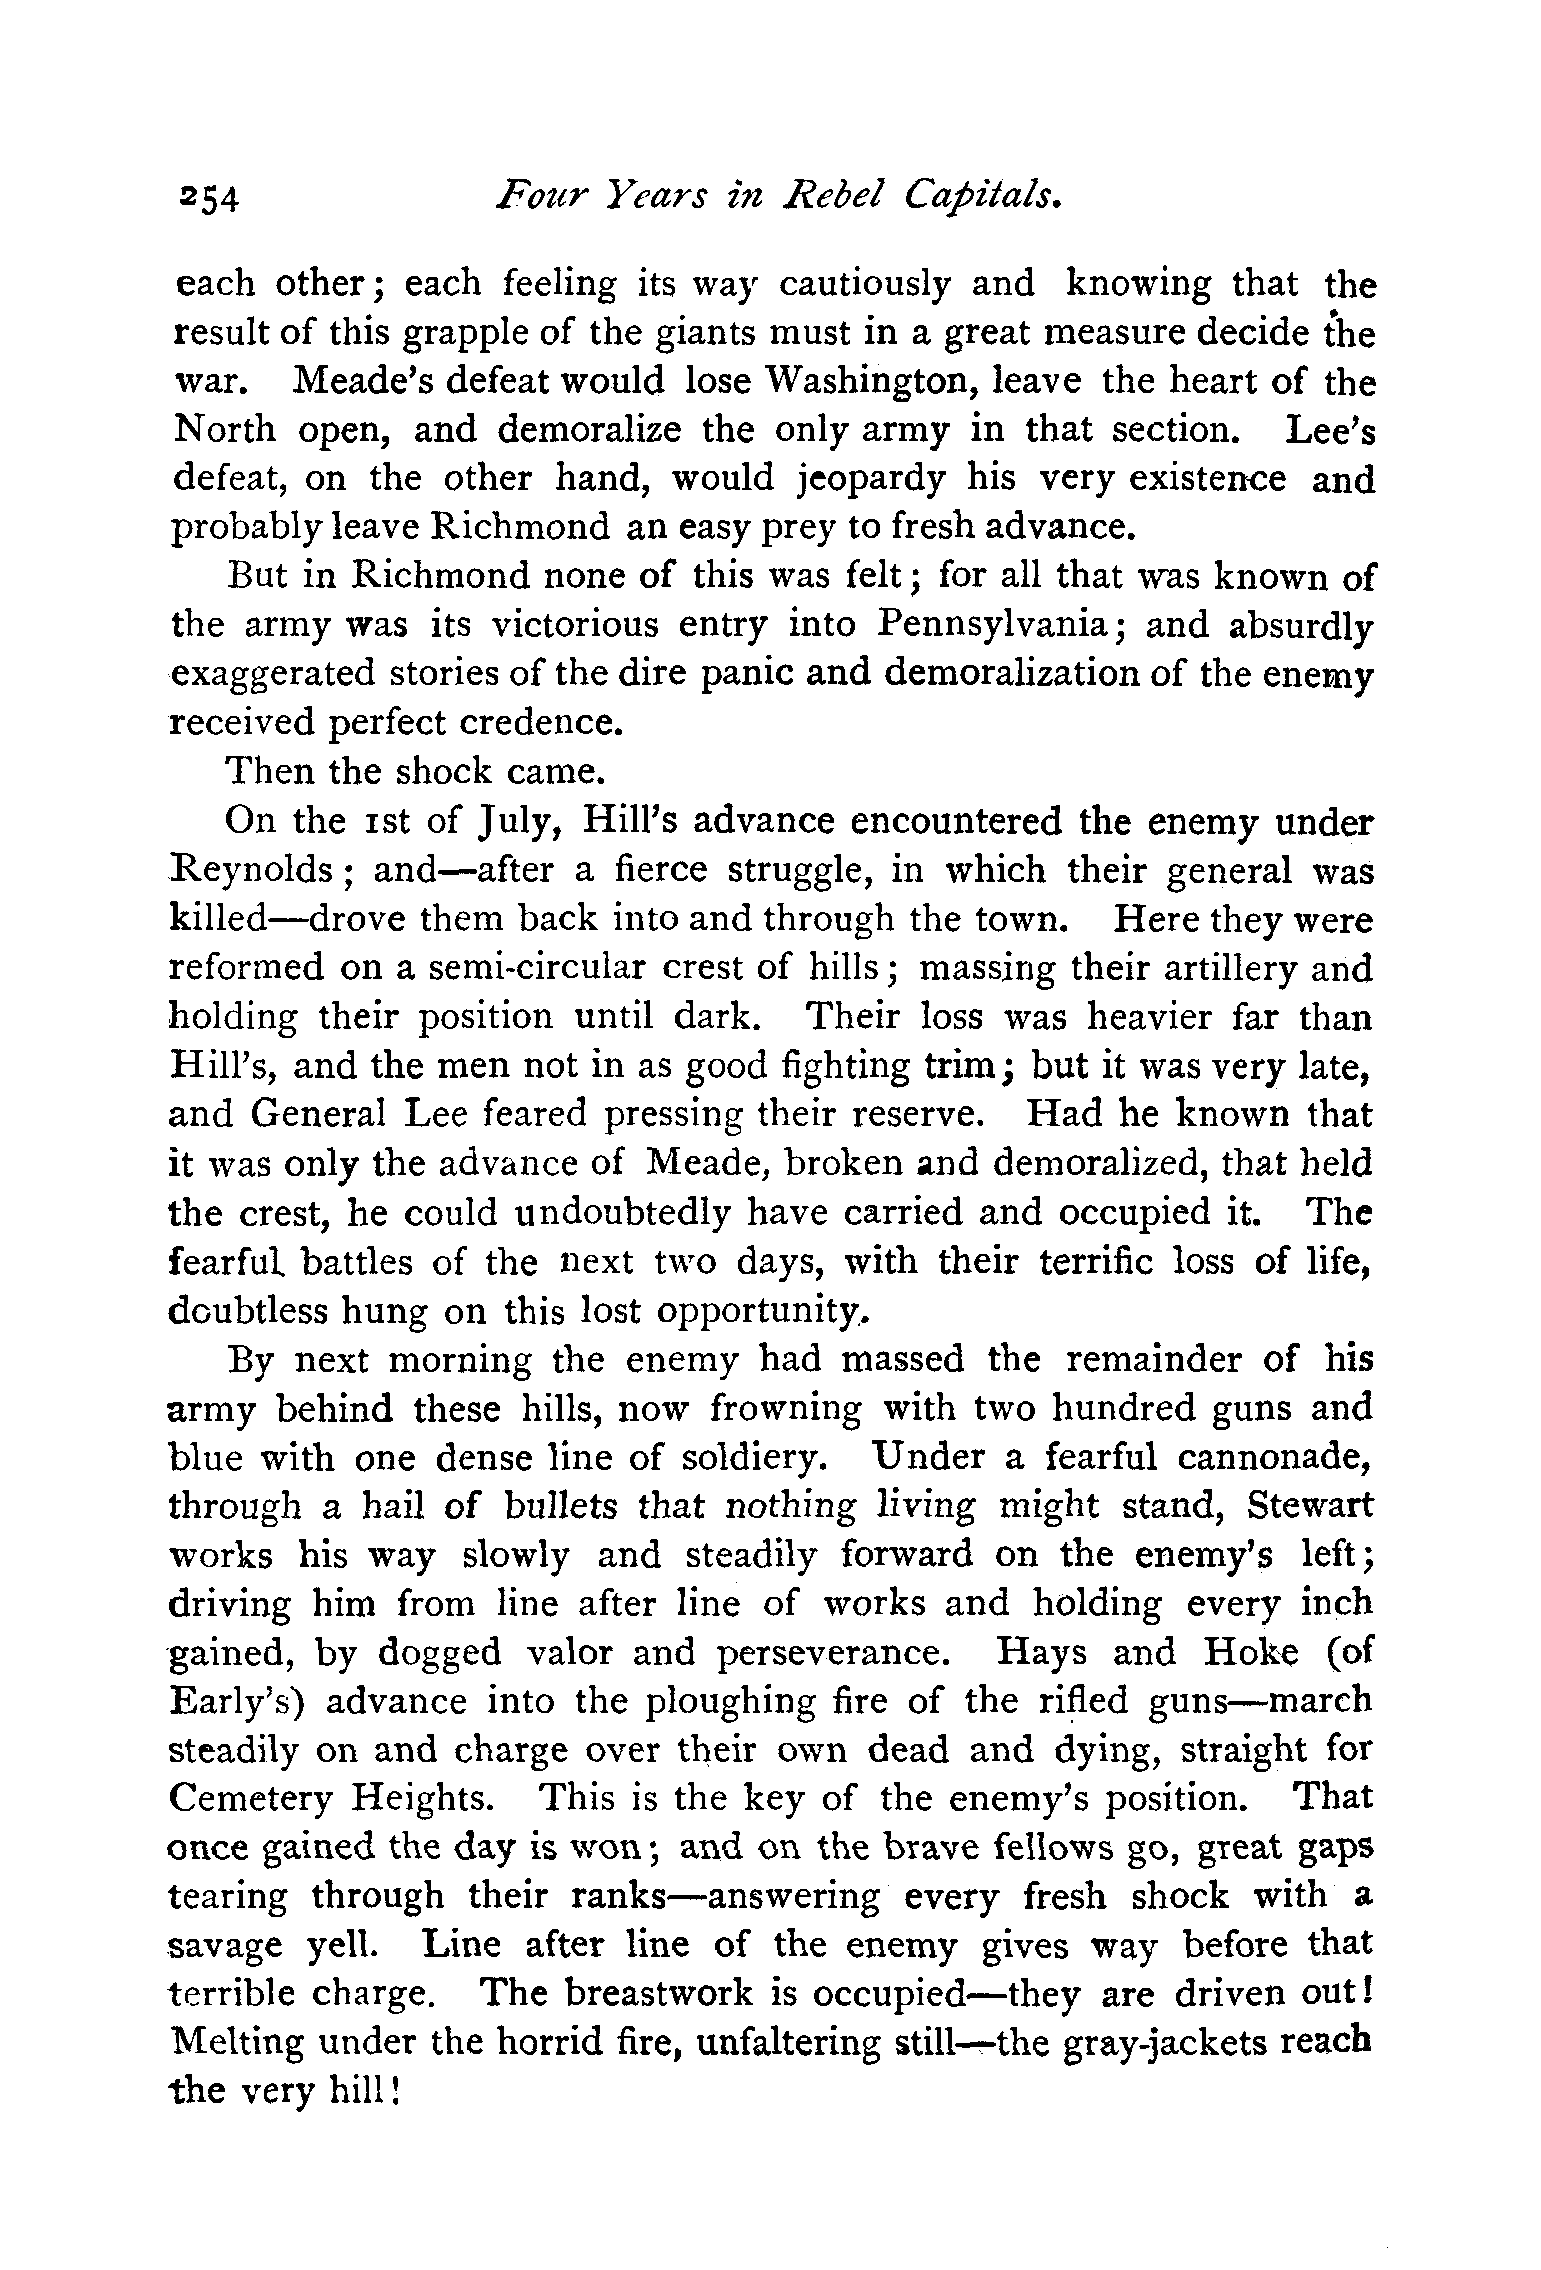 254 Four Years in Rebel Capitals.
each other; each feeling its way cautiously and knowing that the
result of this grapple of the giants must in a great measure decide the
war. Meade's defeat would lose Washington, leave the heart of the
North open, and demoralize the only army in that section. Lee's
defeat, on the other hand, would jeopardy his very existence and
probably leave Richmond an easy prey to fresh advance.
But in Richmond none of this was felt; for all that was known of
the army was its victorious entry into Pennsylvania; and absurdly
exaggerated stories of the dire panic and demoralization of the enemy
received perfect credence.
Then the shock came.
On the 1st of July, Hill's advance encountered the enemy under
Reynolds; and—after a fierce struggle, in which their general was
killed—drove them back into and through the town. Here they were
reformed on a semi-circular crest of hills; massing their artillery and
holding their position until dark. Their loss was heavier far than
Hill's, and the men not in as good fighting trim; but it was very late,
and General Lee feared pressing their reserve. Had he known that
it was only the advance of Meade, broken and demoralized, that held
the crest, he could undoubtedly have carried and occupied it. The
fearful battles of the next two days, with their terrific loss of life,
doubtless hung on this lost opportunity.
By next morning the enemy had massed the remainder of his
army behind these hills, now frowning with two hundred guns and
blue with one dense line of soldiery. Under a fearful cannonade,
through a hail of bullets that nothing living might stand, Stewart
works his way slowly and steadily forward on the enemy's left;
driving him from line after line of works and holding every inch
gained, by dogged valor and perseverance. Hays and Hoke (of
Early's) advance into the ploughing fire of the rifled guns—march
steadily on and charge over their own dead and dying, straight for
Cemetery Heights. This is the key of the enemy's position. That
once gained the day is won; and on the brave fellows go, great gaps
tearing through their ranks—answering every fresh shock with a
savage yell. Line after line of the enemy gives way before that
terrible charge. The breastwork is occupied—they are driven out!
Melting under the horrid fire, unfaltering still—the gray-jackets reach
the very hill!